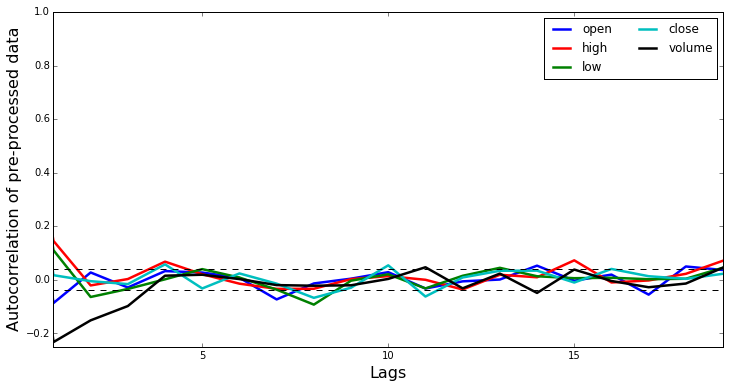 Autocorrelation of pre-processed data
1.0
0.8
0.6
0.4
0.2
0.0
−0.2
open
high
low
close
volume
5
10
15
Lags